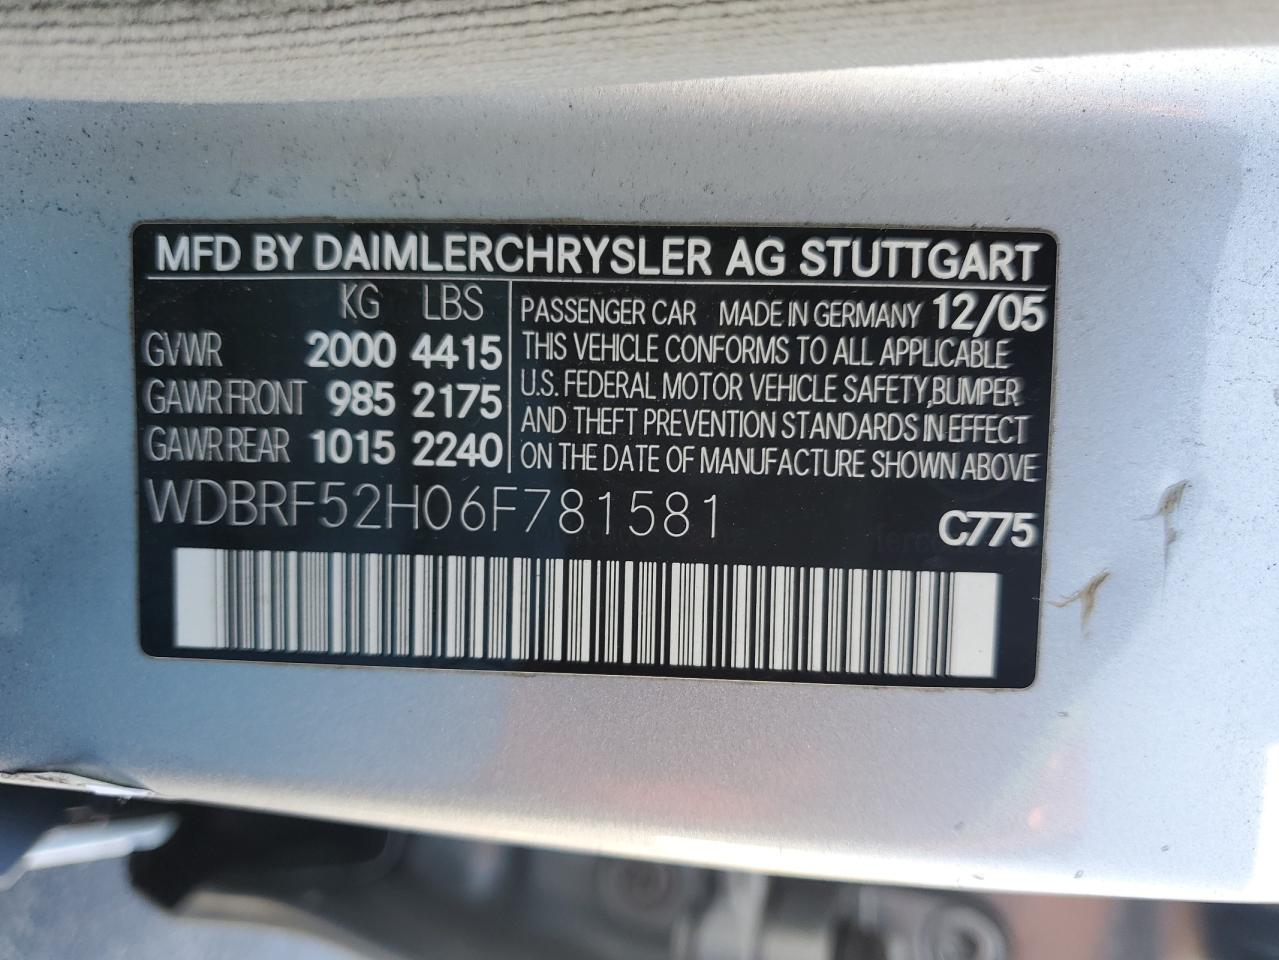 MFD BY DAIMLERCHRYSLER AG STUTTGART
KG LBS
GVWR 2000 4415
GAWR FRONT 985 2175
GAWR REAR 1015 2240
PASSENGER CAR MADE IN GERMANY 12/05
THIS VEHICLE CONFORMS TO ALL APPLICABLE
U.S. FEDERAL MOTOR VEHICLE SAFETY,BUMPER
AND THEFT PREVENTION STANDARDS IN EFFECT
ON THE DATE OF MANUFACTURE SHOWN ABOVE
WDBRF52H06F781581
C775